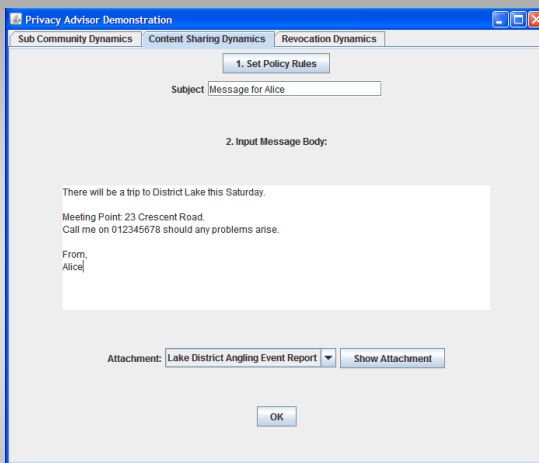 Privacy Advisor Demonstration
Sub Community Dynamics Content Sharing Dynamics Revocation Dynamics
1. Set Policy Rules
Subject Message for Alice
2. Input Message Body:
There will be a trip to District Lake this Saturday.
Meeting Point: 23 Crescent Road.
Call me on 012345678 should any problems arise.
From,
Alice
Attachment: Lake District Angling Event Report Show Attachment
OK